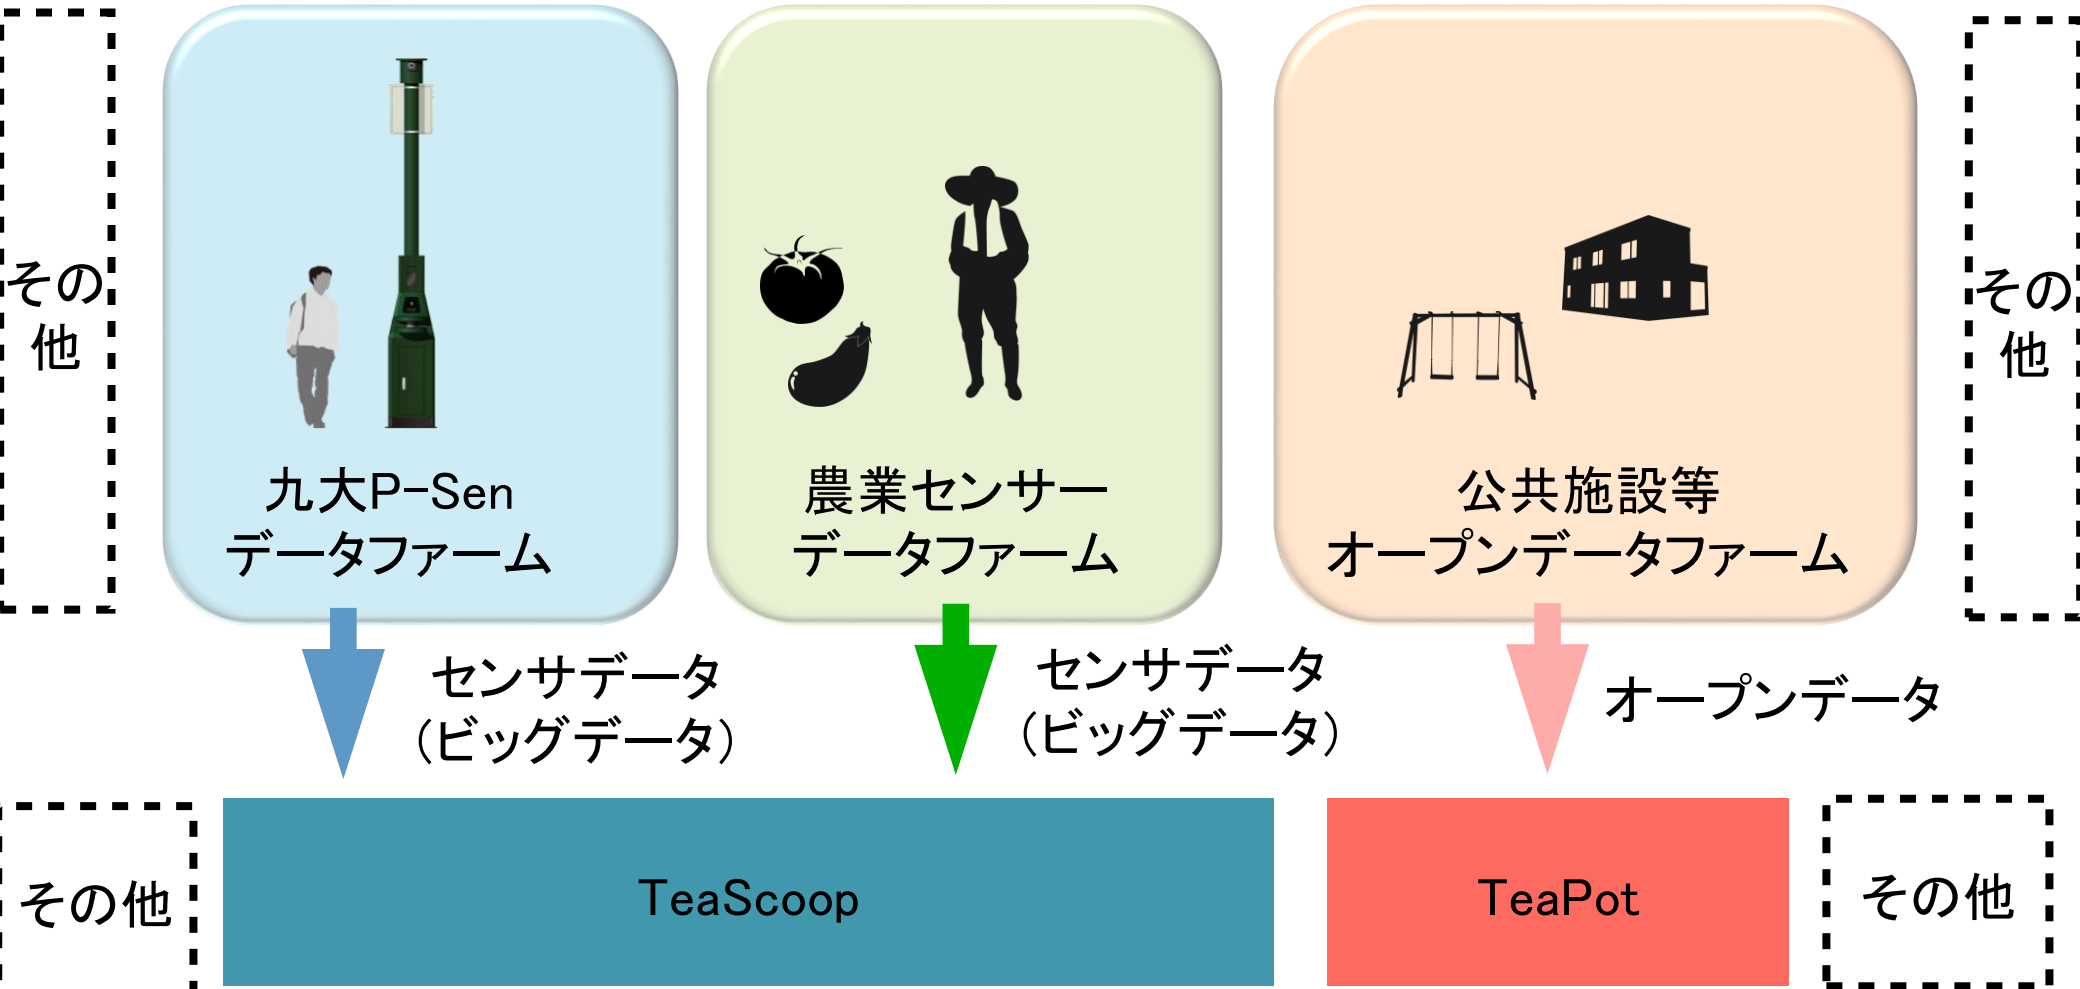 その
他
九大P-Sen
データファーム
農業センサー
データファーム
公共施設等
オープンデータファーム
その
他
センサデータ
(ビッグデータ)
センサデータ
(ビッグデータ)
オープンデータ
その他
TeaScoop
TeaPot
その他